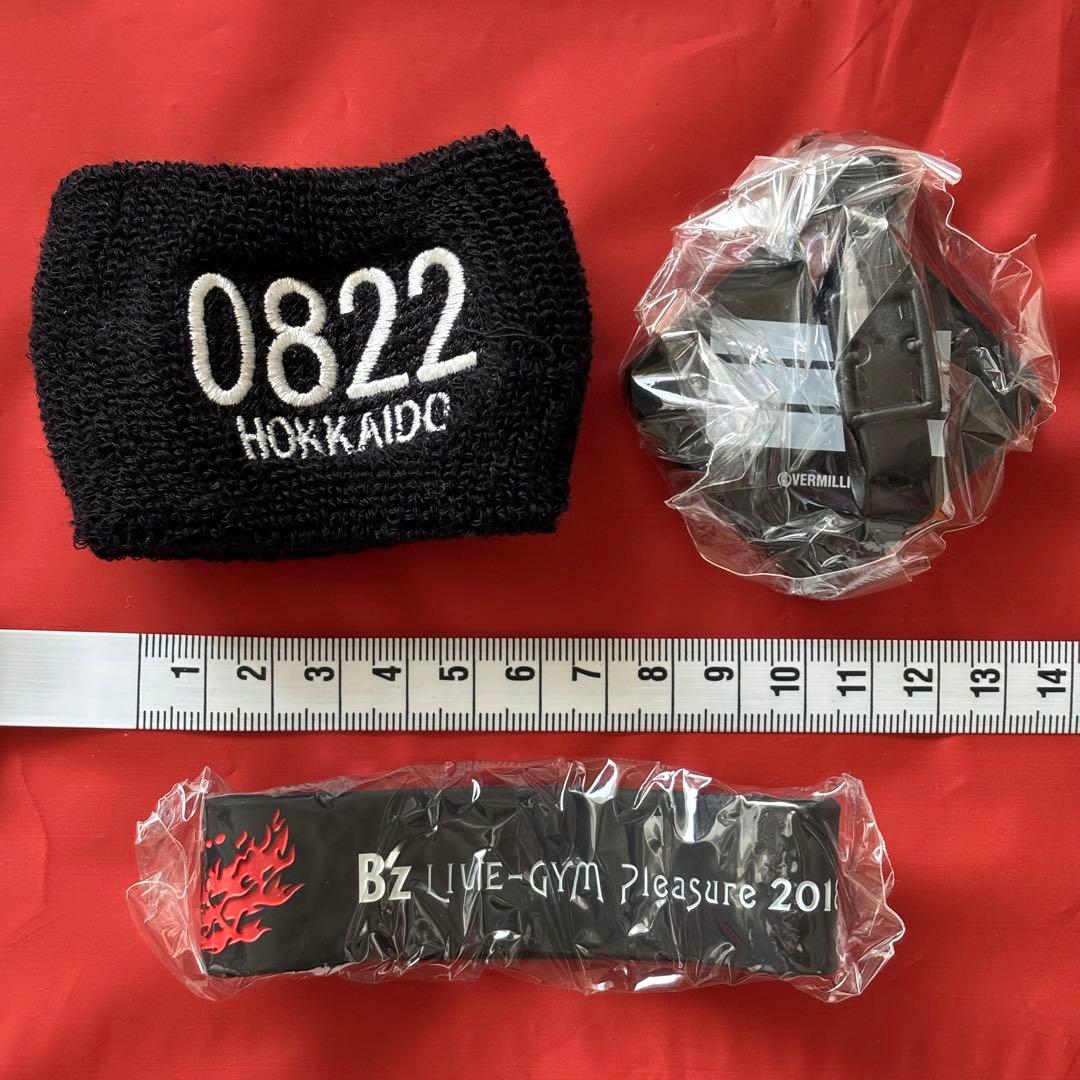 0822
HOKKAIDO
©VERMILLI
1 2 3 4 5 6 7 8 9 10 11 12 13 14
B'z LIVE-GYM Pleasure 201